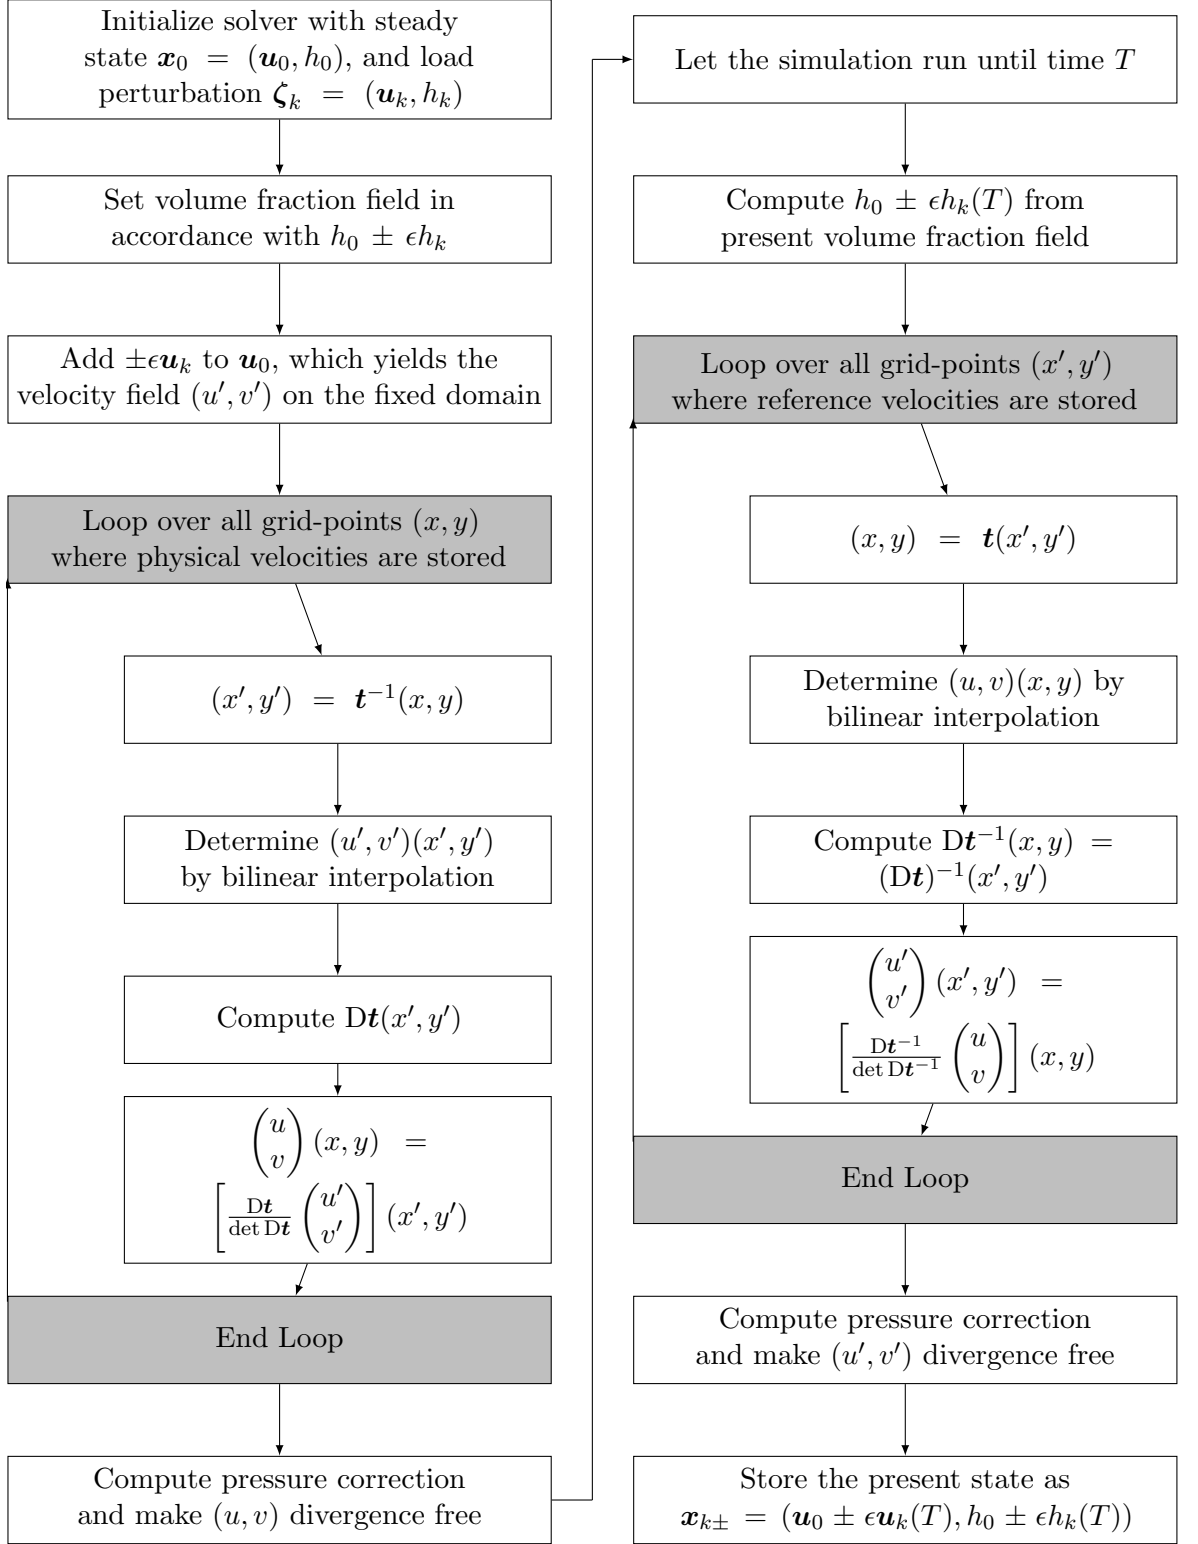 Initialize solver with steady
state 𝒙₀ = (𝒖₀, h₀), and load
perturbation 𝜻ₖ = (𝒖ₖ, hₖ)
Set volume fraction field in
accordance with h₀ ± ϵhₖ
Add ±ϵ𝒖ₖ to 𝒖₀, which yields the
velocity field (u′, v′) on the fixed domain
Loop over all grid-points (x, y)
where physical velocities are stored
(x′, y′) = 𝒕⁻¹(x, y)
Determine (u′, v′)(x′, y′)
by bilinear interpolation
Compute D𝒕(x′, y′)
(u v) (x, y) =
[D𝒕 / det D𝒕 (u′ v′)] (x′, y′)
End Loop
Compute pressure correction
and make (u, v) divergence free
Let the simulation run until time T
Compute h₀ ± ϵhₖ(T) from
present volume fraction field
Loop over all grid-points (x′, y′)
where reference velocities are stored
(x, y) = 𝒕(x′, y′)
Determine (u, v)(x, y) by
bilinear interpolation
Compute D𝒕⁻¹(x, y) =
(D𝒕)⁻¹(x′, y′)
(u′ v′) (x′, y′) =
[D𝒕⁻¹ / det D𝒕⁻¹ (u v)] (x, y)
End Loop
Compute pressure correction
and make (u′, v′) divergence free
Store the present state as
𝒙ₖ± = (𝒖₀ ± ϵ𝒖ₖ(T), h₀ ± ϵhₖ(T))